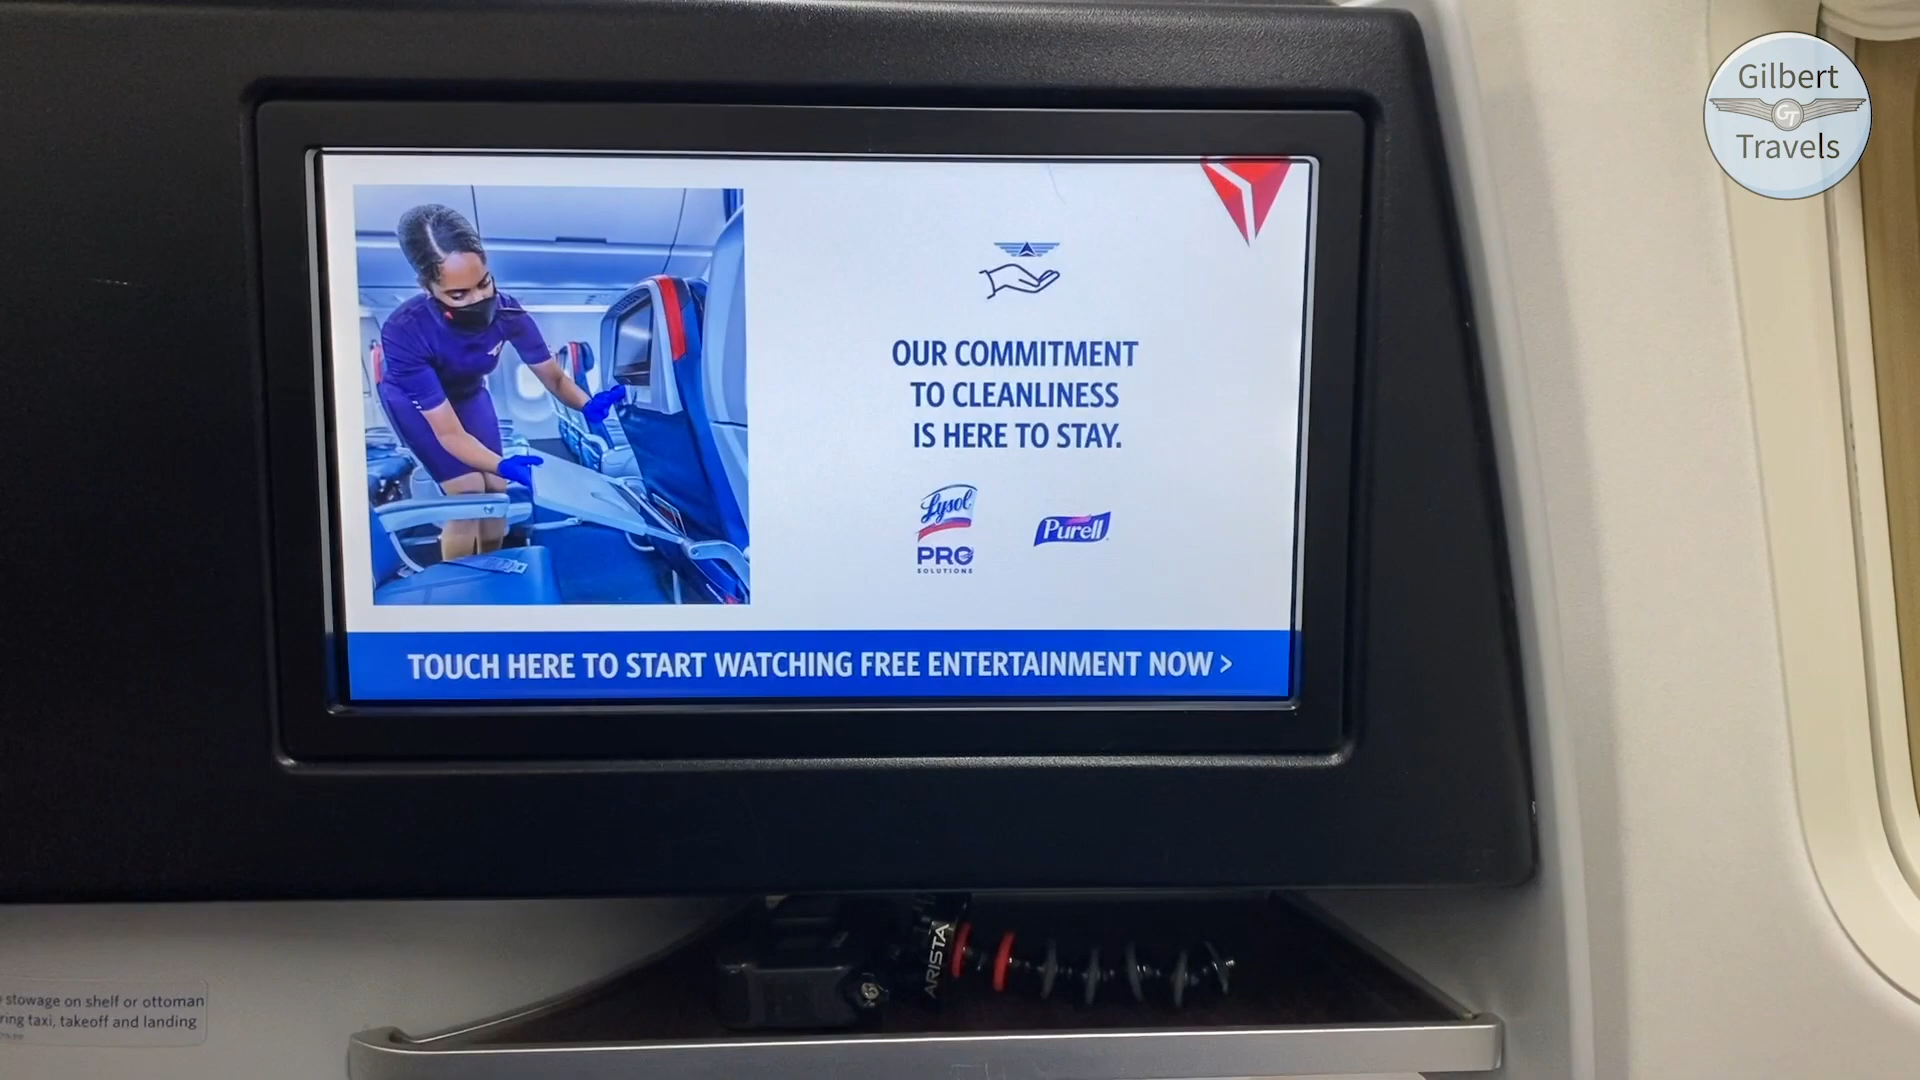 Gilbert
GT
Travels
OUR COMMITMENT
TO CLEANLINESS
IS HERE TO STAY.
Lysol
PRO
SOLUTIONS
Purell
TOUCH HERE TO START WATCHING FREE ENTERTAINMENT NOW >
ARISTA
stowage on shelf or ottoman
ring taxi, takeoff and landing